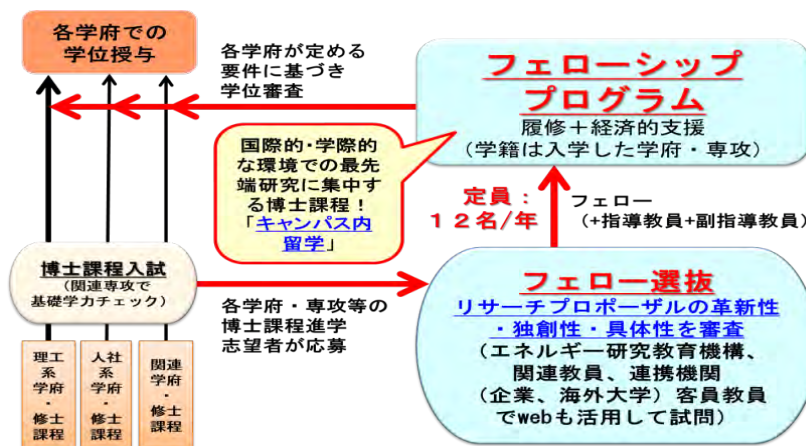 各学府での
学位授与
各学府が定める
要件に基づき
学位審査
フェローシップ
プログラム
履修＋経済的支援
(学籍は入学した学府・専攻)
国際的・学際的
な環境での最先
端研究に集中す
る博士課程！
「キャンパス内
留学」
定員：
１２名/年
フェロー
(+指導教員+副指導教員)
博士課程入試
(関連専攻で
基礎学力チェック)
各学府・専攻等の
博士課程進学
志望者が応募
フェロー選抜
リサーチプロポーザルの革新性
・独創性・具体性を審査
(エネルギー研究教育機構、
関連教員、連携機関
(企業、海外大学）客員教員
でwebも活用して試問)
理工
系
学府
・
修士
課程
人社
系
学府
・
修士
課程
関連
学府
・
修士
課程